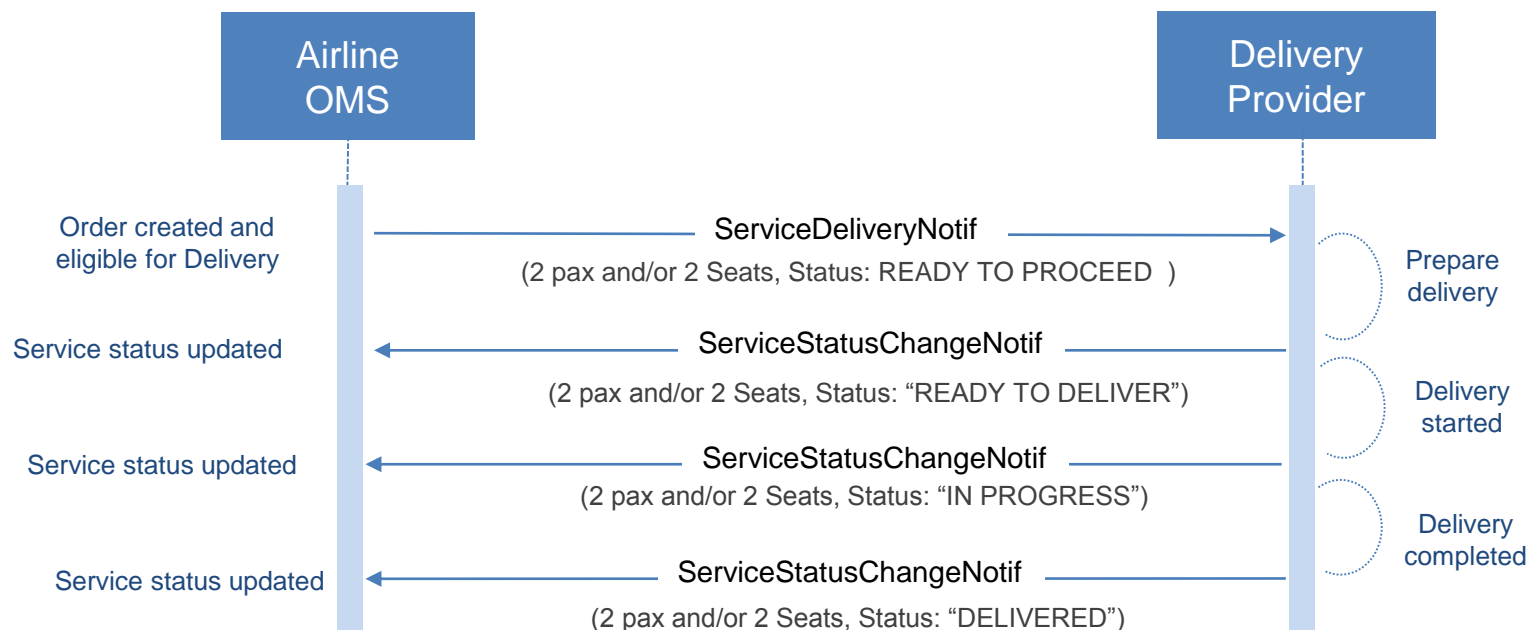 Airline
OMS
Delivery
Provider
Order created and
eligible for Delivery
ServiceDeliveryNotif
(2 pax and/or 2 Seats, Status: READY TO PROCEED )
Prepare
delivery
Service status updated
ServiceStatusChangeNotif
(2 pax and/or 2 Seats, Status: “READY TO DELIVER”)
Delivery
started
Service status updated
ServiceStatusChangeNotif
(2 pax and/or 2 Seats, Status: “IN PROGRESS”)
Delivery
completed
Service status updated
ServiceStatusChangeNotif
(2 pax and/or 2 Seats, Status: “DELIVERED”)